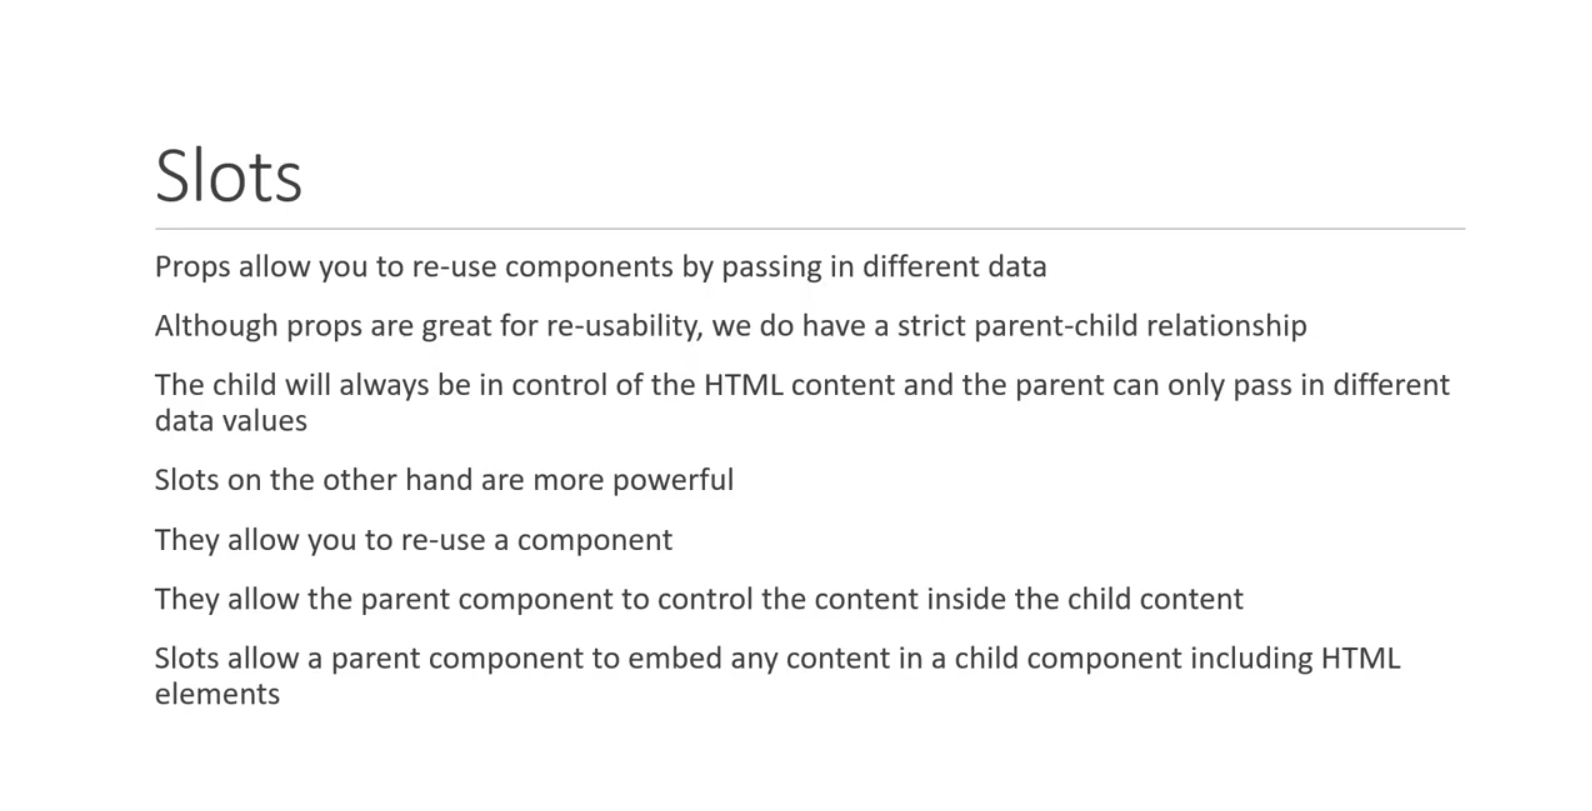 Slots
Props allow you to re-use components by passing in different data
Although props are great for re-usability, we do have a strict parent-child relationship
The child will always be in control of the HTML content and the parent can only pass in different
data values
Slots on the other hand are more powerful
They allow you to re-use a component
They allow the parent component to control the content inside the child content
Slots allow a parent component to embed any content in a child component including HTML
elements